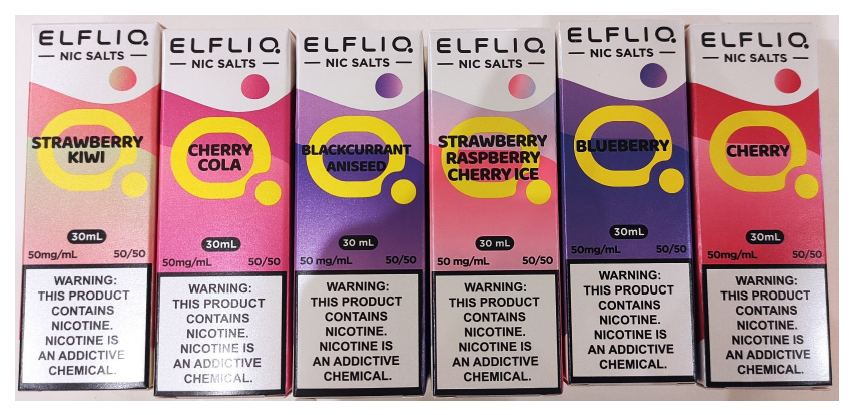 ELFLIQ
NIC SALTS
STRAWBERRY
KIWI
30mL
50mg/mL 50/50
WARNING:
THIS PRODUCT
CONTAINS
NICOTINE.
NICOTINE IS
AN ADDICTIVE
CHEMICAL.
ELFLIQ
NIC SALTS
CHERRY
COLA
30mL
50mg/mL 50/50
WARNING:
THIS PRODUCT
CONTAINS
NICOTINE.
NICOTINE IS
AN ADDICTIVE
CHEMICAL.
ELFLIQ
NIC SALTS
BLACKCURRANT
ANISEED
30 mL
50 mg/mL 50/50
WARNING:
THIS PRODUCT
CONTAINS
NICOTINE.
NICOTINE IS
AN ADDICTIVE
CHEMICAL.
ELFLIQ
NIC SALTS
STRAWBERRY
RASPBERRY
CHERRY ICE
30 mL
50 mg/mL 50/50
WARNING:
THIS PRODUCT
CONTAINS
NICOTINE.
NICOTINE IS
AN ADDICTIVE
CHEMICAL.
ELFLIQ
NIC SALTS
BLUEBERRY
30mL
50mg/mL 50/50
WARNING:
THIS PRODUCT
CONTAINS
NICOTINE.
NICOTINE IS
AN ADDICTIVE
CHEMICAL.
ELFLIQ
NIC SALTS
CHERRY
30mL
50mg/mL 50/50
WARNING:
THIS PRODUCT
CONTAINS
NICOTINE.
NICOTINE IS
AN ADDICTIVE
CHEMICAL.